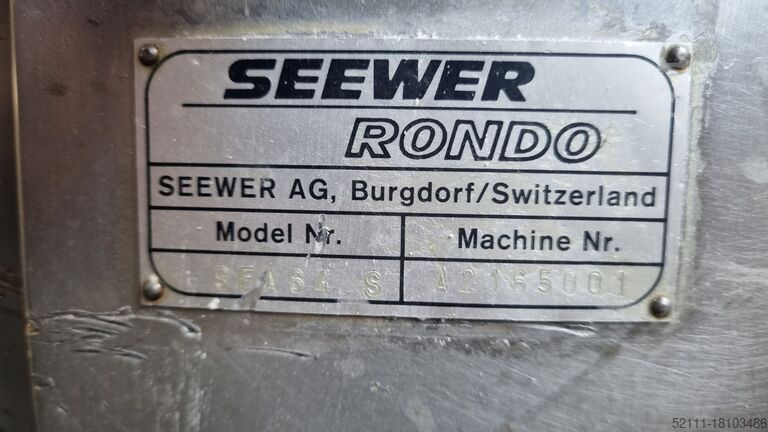 SEEWER
RONDO
SEEWER AG, Burgdorf/Switzerland
Model Nr. Machine Nr.
SFA64 S A2165001
52111-18103486